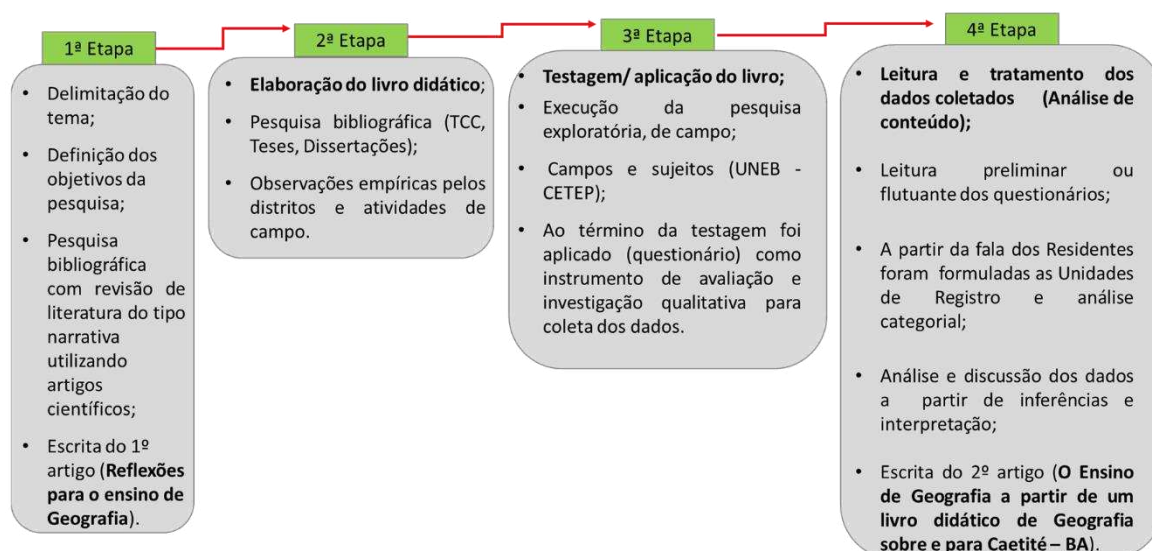 1ª Etapa
• Delimitação do
tema;
• Definição dos
objetivos da
pesquisa;
• Pesquisa
bibliográfica
com revisão de
literatura do tipo
narrativa
utilizando
artigos
científicos;
• Escrita do 1º
artigo (Reflexões
para o ensino de
Geografia).
2ª Etapa
• Elaboração do livro didático;
• Pesquisa bibliográfica (TCC,
Teses, Dissertações);
• Observações empíricas pelos
distritos e atividades de
campo.
3ª Etapa
• Testagem/ aplicação do livro;
• Execução da pesquisa
exploratória, de campo;
• Campos e sujeitos (UNEB -
CETEP);
• Ao término da testagem foi
aplicado (questionário) como
instrumento de avaliação e
investigação qualitativa para
coleta dos dados.
4ª Etapa
• Leitura e tratamento dos
dados coletados (Análise de
conteúdo);
• Leitura preliminar ou
flutuante dos questionários;
• A partir da fala dos Residentes
foram formuladas as Unidades
de Registro e análise
categorial;
• Análise e discussão dos dados
a partir de inferências e
interpretação;
• Escrita do 2º artigo (O Ensino
de Geografia a partir de um
livro didático de Geografia
sobre e para Caetité – BA).